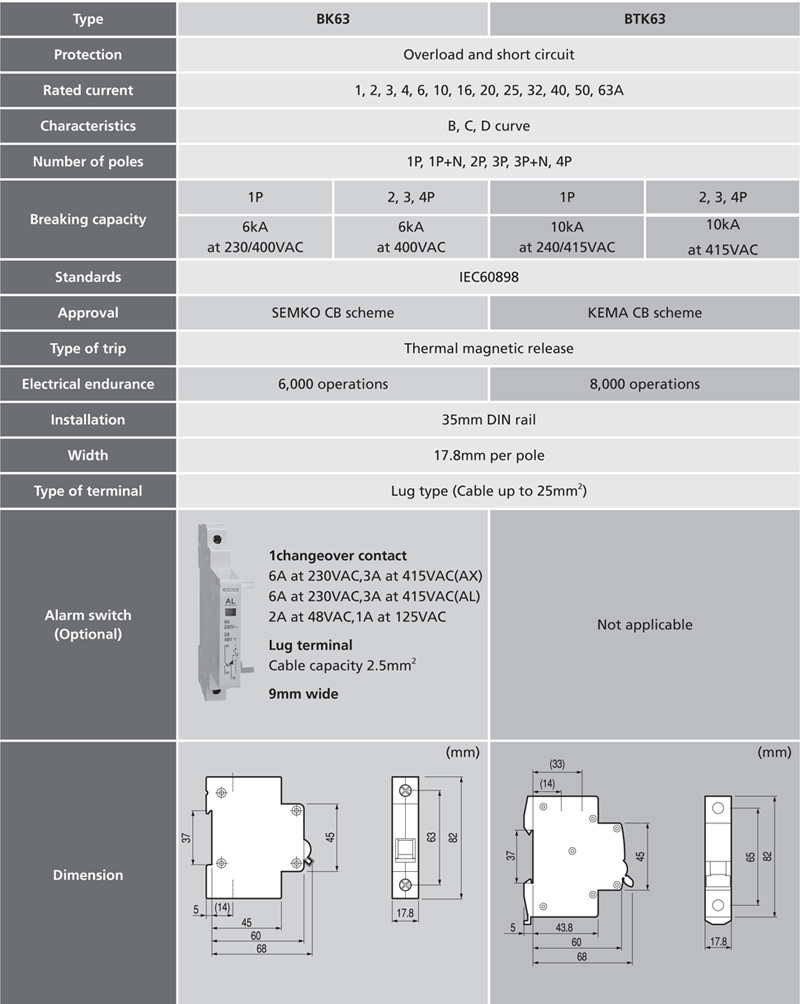 Type
BK63
BTK63
Protection
Overload and short circuit
Rated current
1, 2, 3, 4, 6, 10, 16, 20, 25, 32, 40, 50, 63A
Characteristics
B, C, D curve
Number of poles
1P, 1P+N, 2P, 3P, 3P+N, 4P
Breaking capacity
1P
2, 3, 4P
1P
2, 3, 4P
6kA
at 230/400VAC
6kA
at 400VAC
10kA
at 240/415VAC
10kA
at 415VAC
Standards
IEC60898
Approval
SEMKO CB scheme
KEMA CB scheme
Type of trip
Thermal magnetic release
Electrical endurance
6,000 operations
8,000 operations
Installation
35mm DIN rail
Width
17.8mm per pole
Type of terminal
Lug type (Cable up to 25mm²)
Alarm switch
(Optional)
AL
6A
230V~
2A
48V
1changeover contact
6A at 230VAC,3A at 415VAC(AX)
6A at 230VAC,3A at 415VAC(AL)
2A at 48VAC,1A at 125VAC
Lug terminal
Cable capacity 2.5mm²
9mm wide
Not applicable
Dimension
(mm)
37
45
5
(14)
45
60
68
63
82
17.8
(mm)
(33)
(14)
37
45
5
43.8
60
68
65
82
17.8